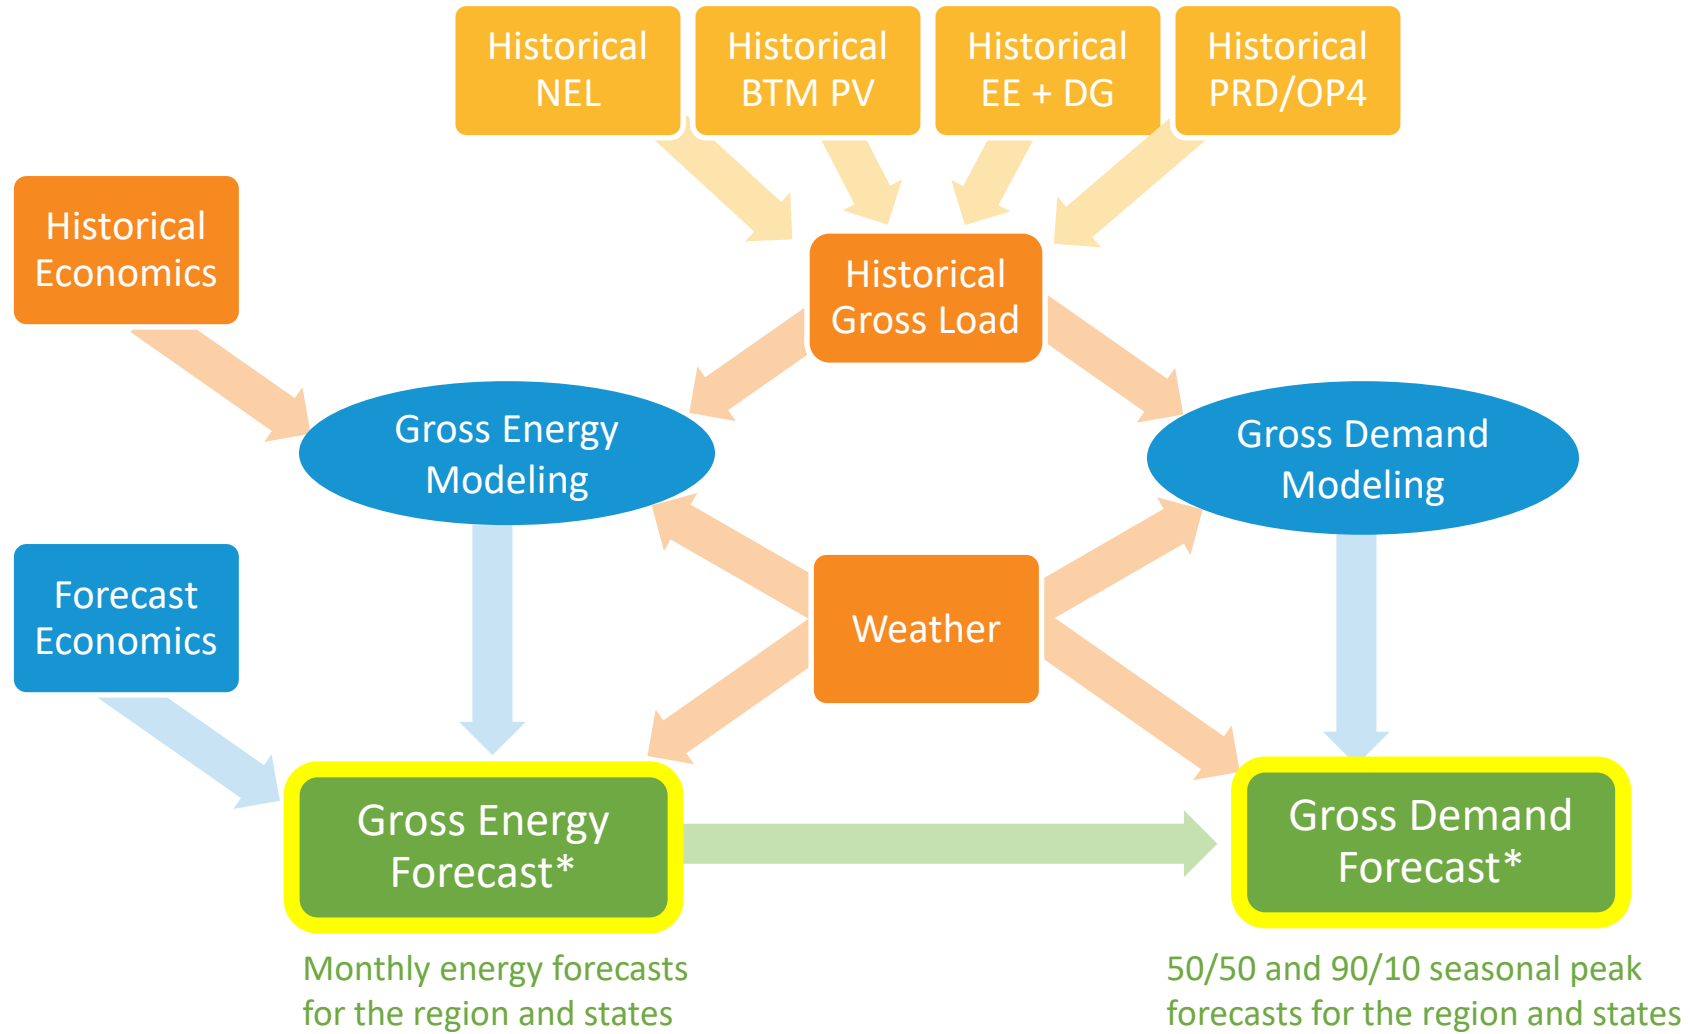 Historical
NEL
Historical
BTM PV
Historical
EE + DG
Historical
PRD/OP4
Historical
Economics
Historical
Gross Load
Gross Energy
Modeling
Gross Demand
Modeling
Forecast
Economics
Weather
Gross Energy
Forecast*
Gross Demand
Forecast*
Monthly energy forecasts
for the region and states
50/50 and 90/10 seasonal peak
forecasts for the region and states